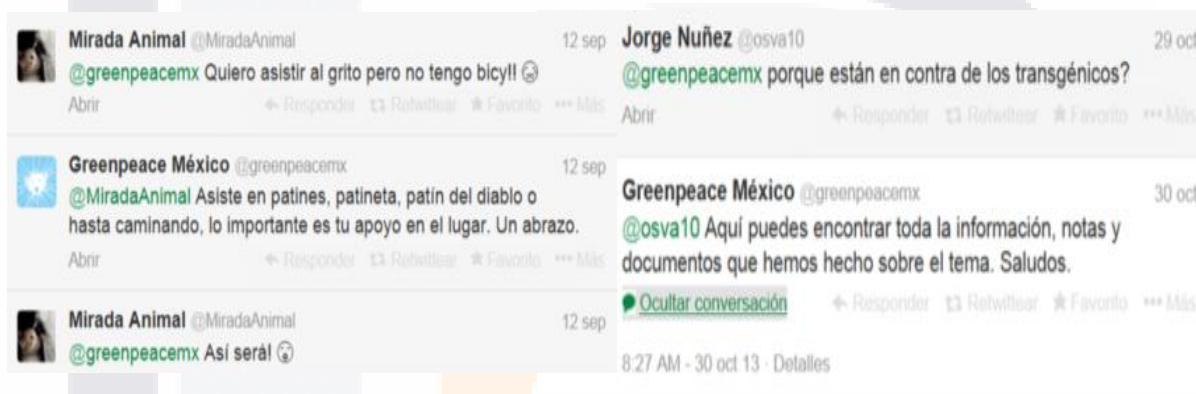 Mirada Animal @MiradaAnimal 12 sep
@greenpeacemx Quiero asistir al grito pero no tengo bicy!!
Abrir Responder Retwittear Favorito Más
Greenpeace México @greenpeacemx 12 sep
@MiradaAnimal Asiste en patines, patineta, patín del diablo o
hasta caminando, lo importante es tu apoyo en el lugar. Un abrazo.
Abrir Responder Retwittear Favorito Más
Mirada Animal @MiradaAnimal 12 sep
@greenpeacemx Así será!
Jorge Nuñez @osva10 29 oct
@greenpeacemx porque están en contra de los transgénicos?
Abrir Responder Retwittear Favorito Más
Greenpeace México @greenpeacemx 30 oct
@osva10 Aquí puedes encontrar toda la información, notas y
documentos que hemos hecho sobre el tema. Saludos.
Ocultar conversación Responder Retwittear Favorito Más
8:27 AM - 30 oct 13 · Detalles